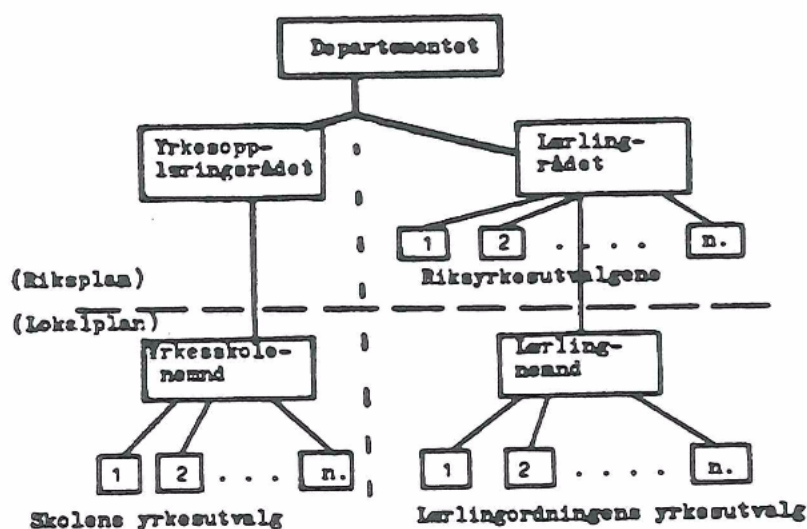 Departementet
Yrkesopp-
læringsrådet
Lærling-
rådet
1 2 . . . . . n.
Riksyrkesutvalgene
(Riksplan)
(Lokalplan)
Yrkesskole-
nemnd
Lærling-
nemnd
1 2 . . . n.
1 2 . . . . . n.
Skolens yrkesutvalg
Lærlingordningens yrkesutvalg